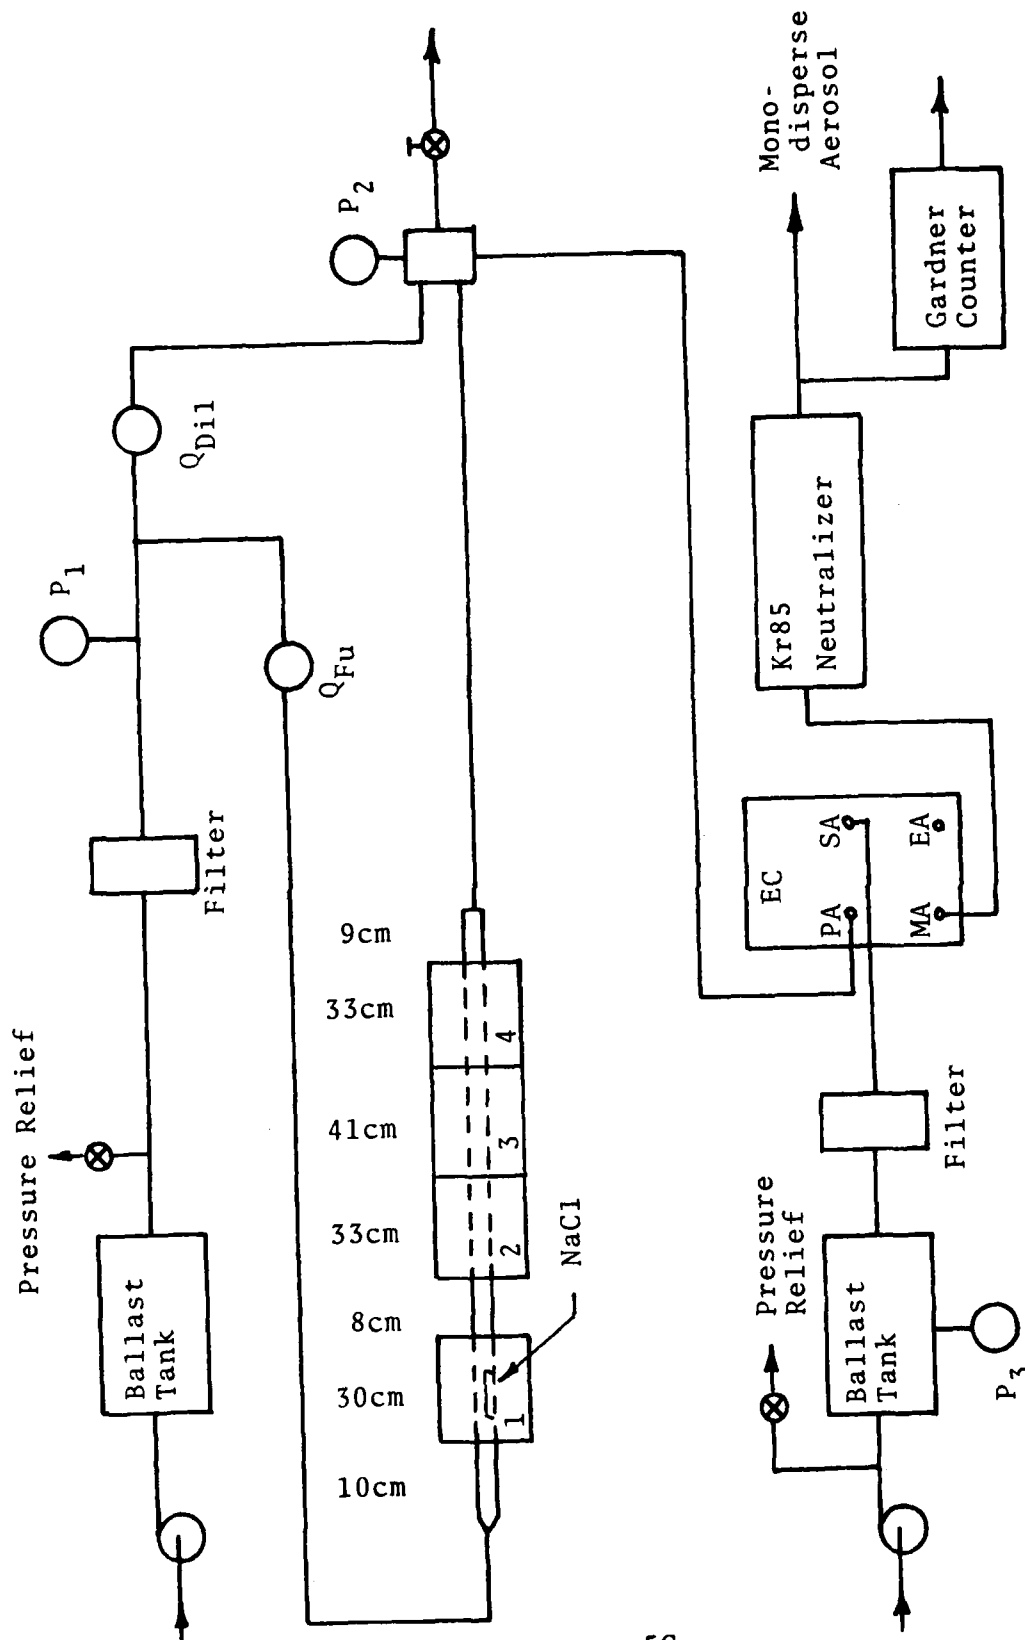 Pressure Relief
P1
Ballast
Tank
Filter
QDil
QFu
P2
10cm
30cm
8cm
33cm
41cm
33cm
9cm
1
2
3
4
NaCl
Pressure
Relief
Ballast
Tank
P3
Filter
EC
PA
SA
MA
EA
Kr85
Neutralizer
Mono-
disperse
Aerosol
Gardner
Counter